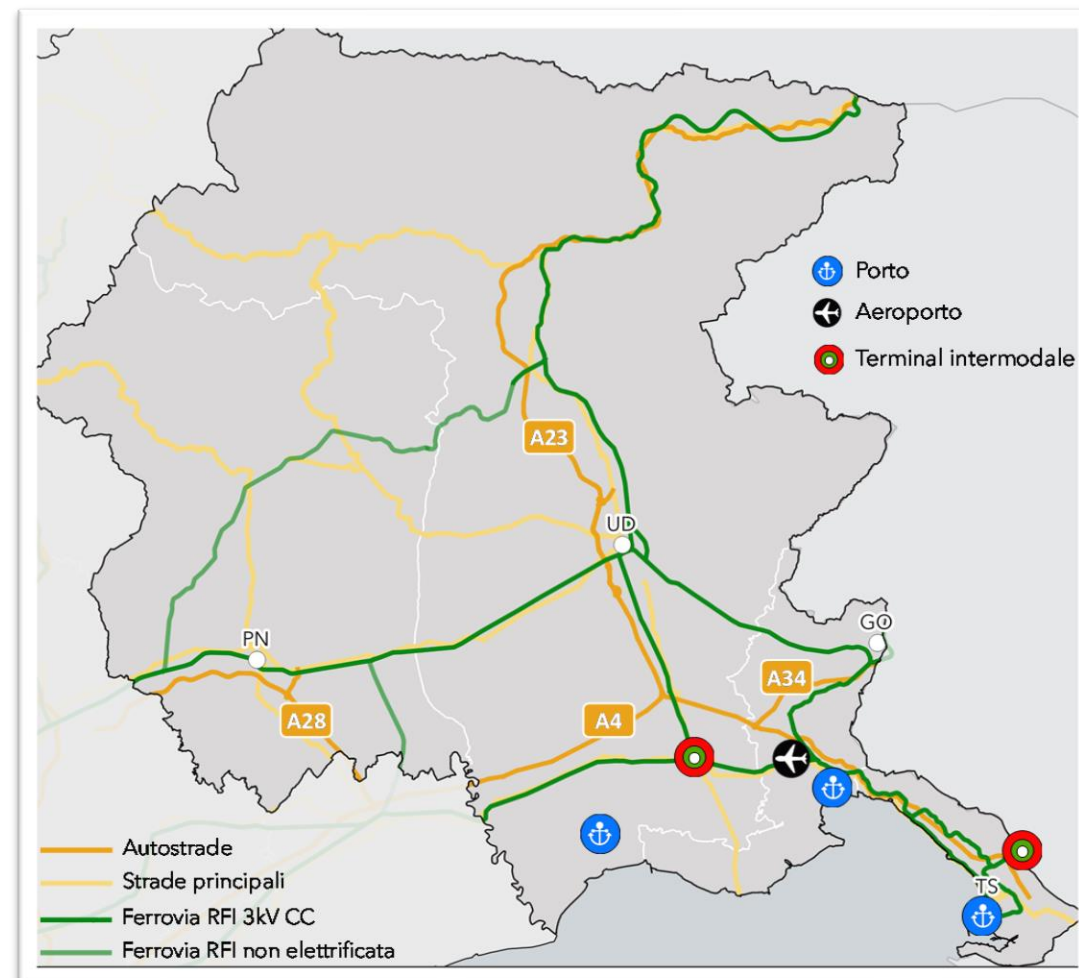 Porto
Aeroporto
Terminal intermodale
A23
UD
GO
PN
A34
A28
A4
TS
Autostrade
Strade principali
Ferrovia RFI 3kV CC
Ferrovia RFI non elettrificata